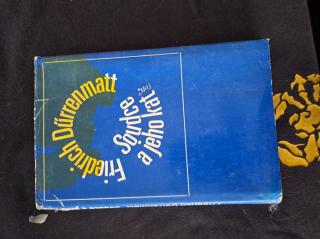 Friedrich Dürrenmatt
Soudce
a jeho kat